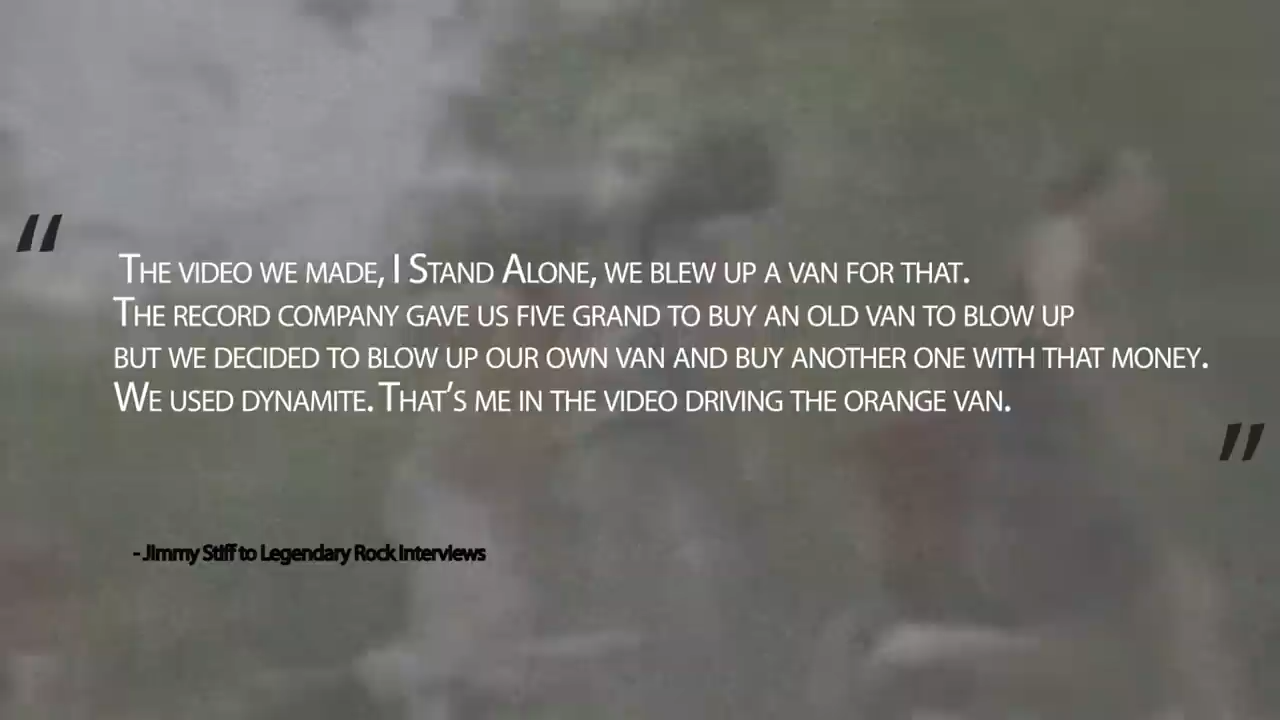 “
The video we made, I Stand Alone, we blew up a van for that.
The record company gave us five grand to buy an old van to blow up
but we decided to blow up our own van and buy another one with that money.
We used dynamite. That’s me in the video driving the orange van.
”
- Jimmy Stiff to Legendary Rock Interviews